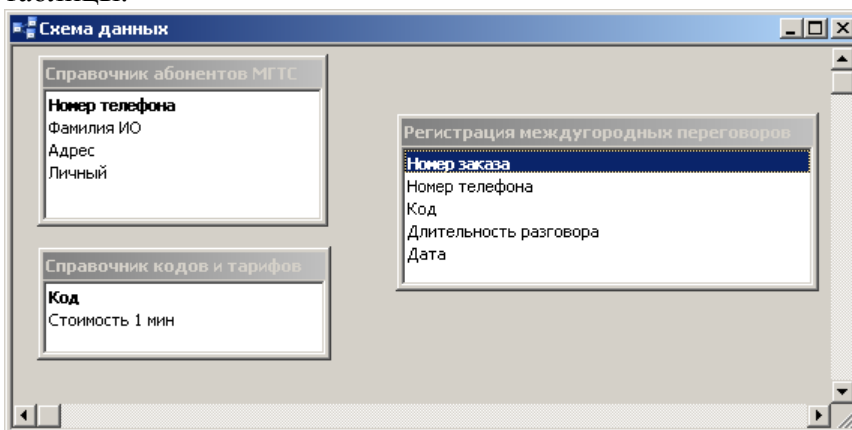 таблицы.
Схема данных
Справочник абонентов МГТС
Номер телефона
Фамилия ИО
Адрес
Личный
Регистрация междугородных переговоров
Номер заказа
Номер телефона
Код
Длительность разговора
Дата
Справочник кодов и тарифов
Код
Стоимость 1 мин